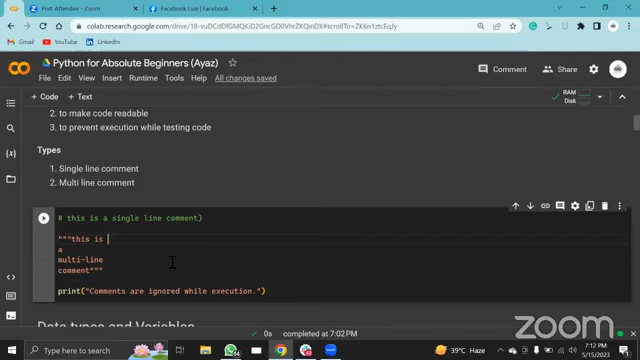 Post Attendee - Zoom
Facebook Live | Facebook
colab.research.google.com/drive/
Gmail
YouTube
LinkedIn
Python for Absolute Beginners (Ayaz)
File Edit View Insert Runtime Tools Help All changes saved
Comment
Share
+ Code + Text
RAM
Disk
2. to make code readable
3. to prevent execution while testing code
Types
1. Single line comment
2. Multi line comment
# this is a single line comment)
"""this is
a
multi-line
comment"""
print("Comments are ignored while execution.")
Data types and Variables
0s completed at 7:02 PM
zoom
Type here to search
39°C Haze
7:12 PM
5/15/2023